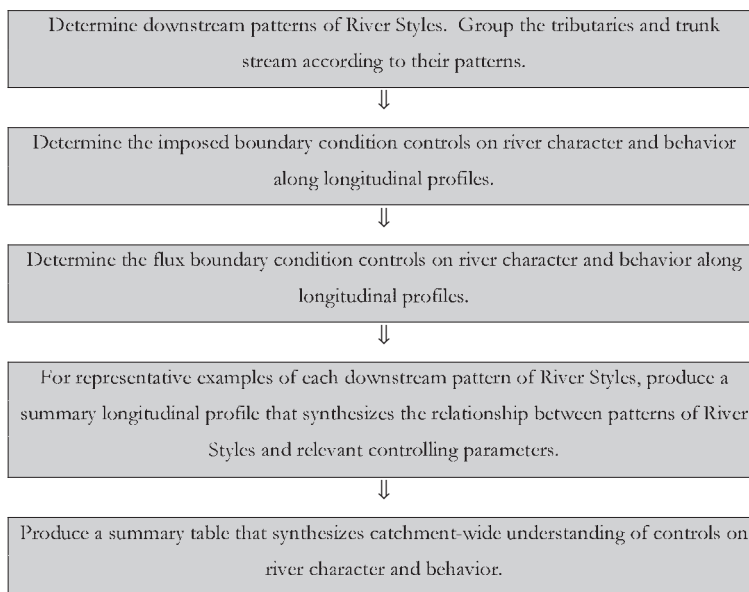 Determine downstream patterns of River Styles. Group the tributaries and trunk
stream according to their patterns.
⇓
Determine the imposed boundary condition controls on river character and behavior
along longitudinal profiles.
⇓
Determine the flux boundary condition controls on river character and behavior along
longitudinal profiles.
⇓
For representative examples of each downstream pattern of River Styles, produce a
summary longitudinal profile that synthesizes the relationship between patterns of River
Styles and relevant controlling parameters.
⇓
Produce a summary table that synthesizes catchment-wide understanding of controls on
river character and behavior.